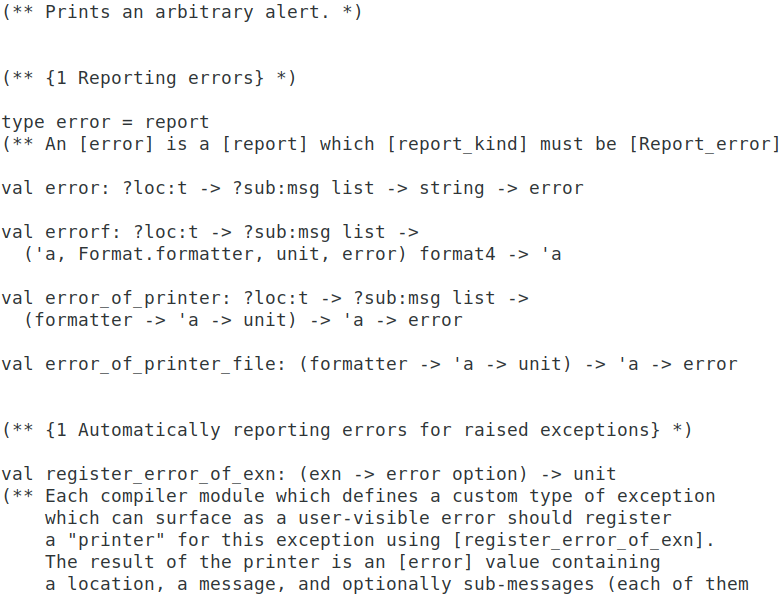 (** Prints an arbitrary alert. *)
(** {1 Reporting errors} *)
type error = report
(** An [error] is a [report] which [report_kind] must be [Report_error]
val error: ?loc:t -> ?sub:msg list -> string -> error
val errorf: ?loc:t -> ?sub:msg list ->
  ('a, Format.formatter, unit, error) format4 -> 'a
val error_of_printer: ?loc:t -> ?sub:msg list ->
  (formatter -> 'a -> unit) -> 'a -> error
val error_of_printer_file: (formatter -> 'a -> unit) -> 'a -> error
(** {1 Automatically reporting errors for raised exceptions} *)
val register_error_of_exn: (exn -> error option) -> unit
(** Each compiler module which defines a custom type of exception
    which can surface as a user-visible error should register
    a "printer" for this exception using [register_error_of_exn].
    The result of the printer is an [error] value containing
    a location, a message, and optionally sub-messages (each of them